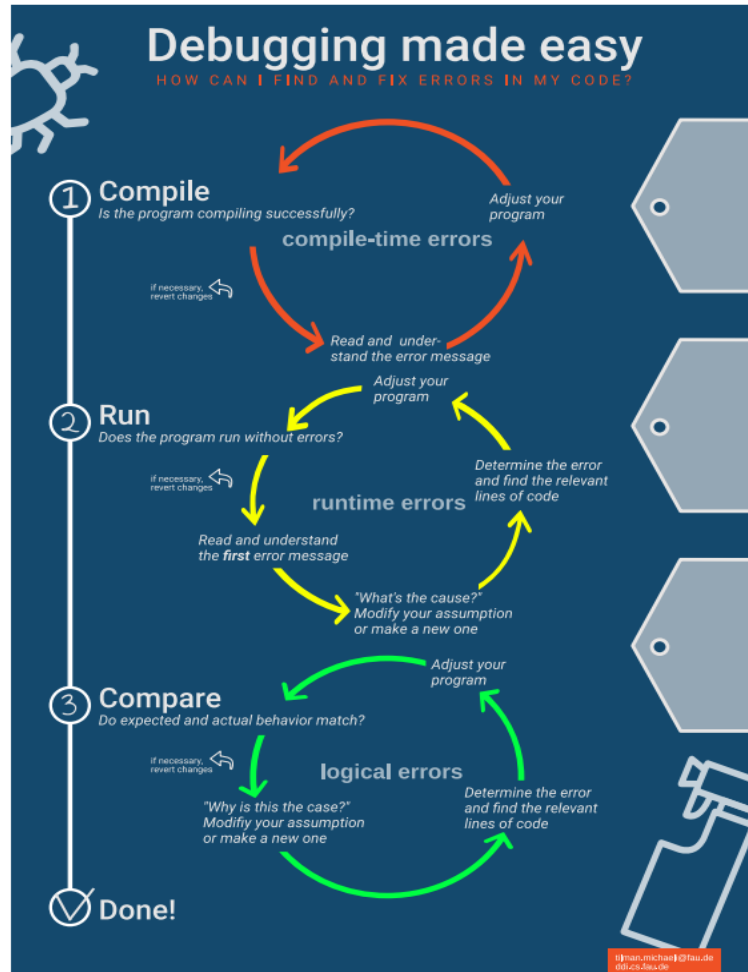 Debugging made easy
HOW CAN I FIND AND FIX ERRORS IN MY CODE?
1 Compile
Is the program compiling successfully?
Adjust your
program
compile-time errors
if necessary,
revert changes
Read and under-
stand the error message
Adjust your
program
2 Run
Does the program run without errors?
if necessary,
revert changes
Determine the error
and find the relevant
lines of code
runtime errors
Read and understand
the first error message
"What's the cause?"
Modify your assumption
or make a new one
Adjust your
program
3 Compare
Do expected and actual behavior match?
if necessary,
revert changes
logical errors
"Why is this the case?"
Modifiy your assumption
or make a new one
Determine the error
and find the relevant
lines of code
Done!
tilman.michaeli@fau.de
ddi.cs.fau.de